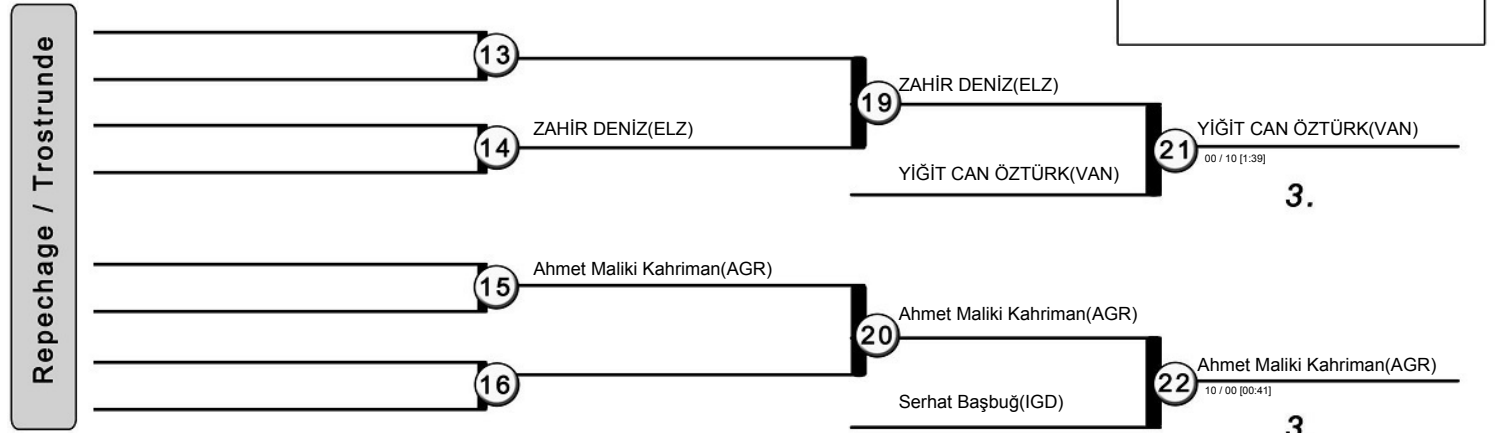 Repechage / Trostrunde
13
14
ZAHİR DENİZ(ELZ)
19
ZAHİR DENİZ(ELZ)
YİĞİT CAN ÖZTÜRK(VAN)
21
YİĞİT CAN ÖZTÜRK(VAN)
00 / 10 [1:39]
3.
15
Ahmet Maliki Kahriman(AGR)
16
20
Ahmet Maliki Kahriman(AGR)
Serhat Başbuğ(IGD)
22
Ahmet Maliki Kahriman(AGR)
10 / 00 [00:41]
3